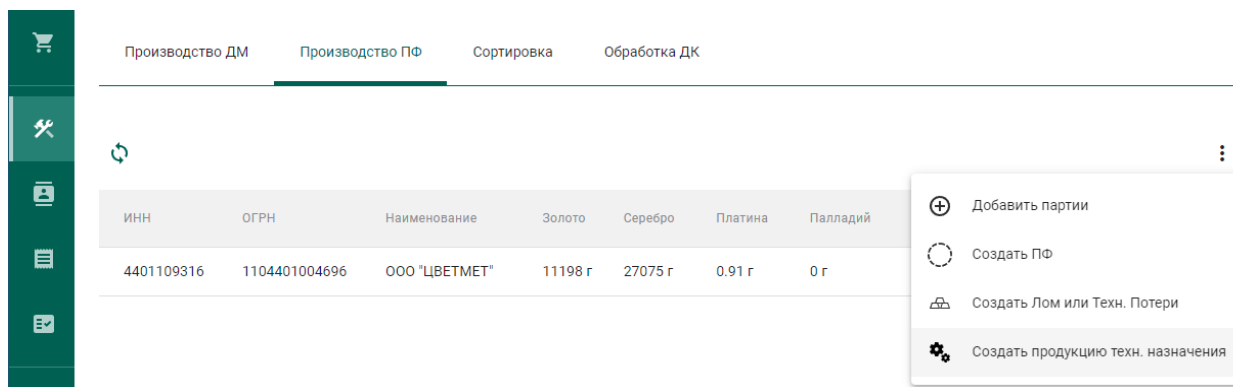 Производство ДМ Производство ПФ Сортировка Обработка ДК
ИНН ОГРН Наименование Золото Серебро Платина Палладий
4401109316 1104401004696 ООО "ЦВЕТМЕТ" 11198 г 27075 г 0.91 г 0 г
Добавить партии
Создать ПФ
Создать Лом или Техн. Потери
Создать продукцию техн. назначения